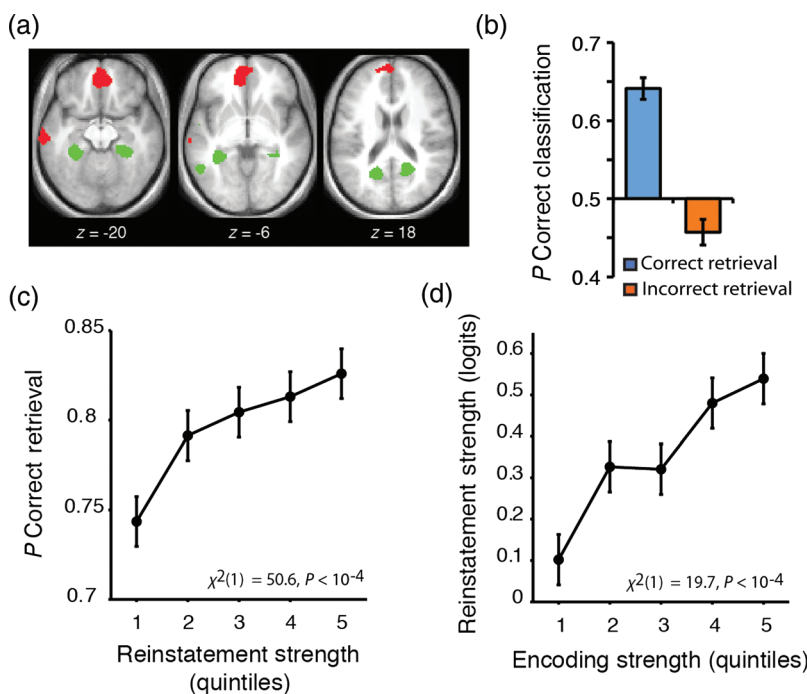 (a)
z = -20
z = -6
z = 18
(b)
P Correct classification
0.7
0.6
0.5
0.4
Correct retrieval
Incorrect retrieval
(c)
P Correct retrieval
0.85
0.8
0.75
0.7
χ2(1) = 50.6, P < 10-4
1 2 3 4 5
Reinstatement strength
(quintiles)
(d)
Reinstatement strength (logits)
0.6
0.5
0.4
0.3
0.2
0.1
0
χ2(1) = 19.7, P < 10-4
1 2 3 4 5
Encoding strength (quintiles)